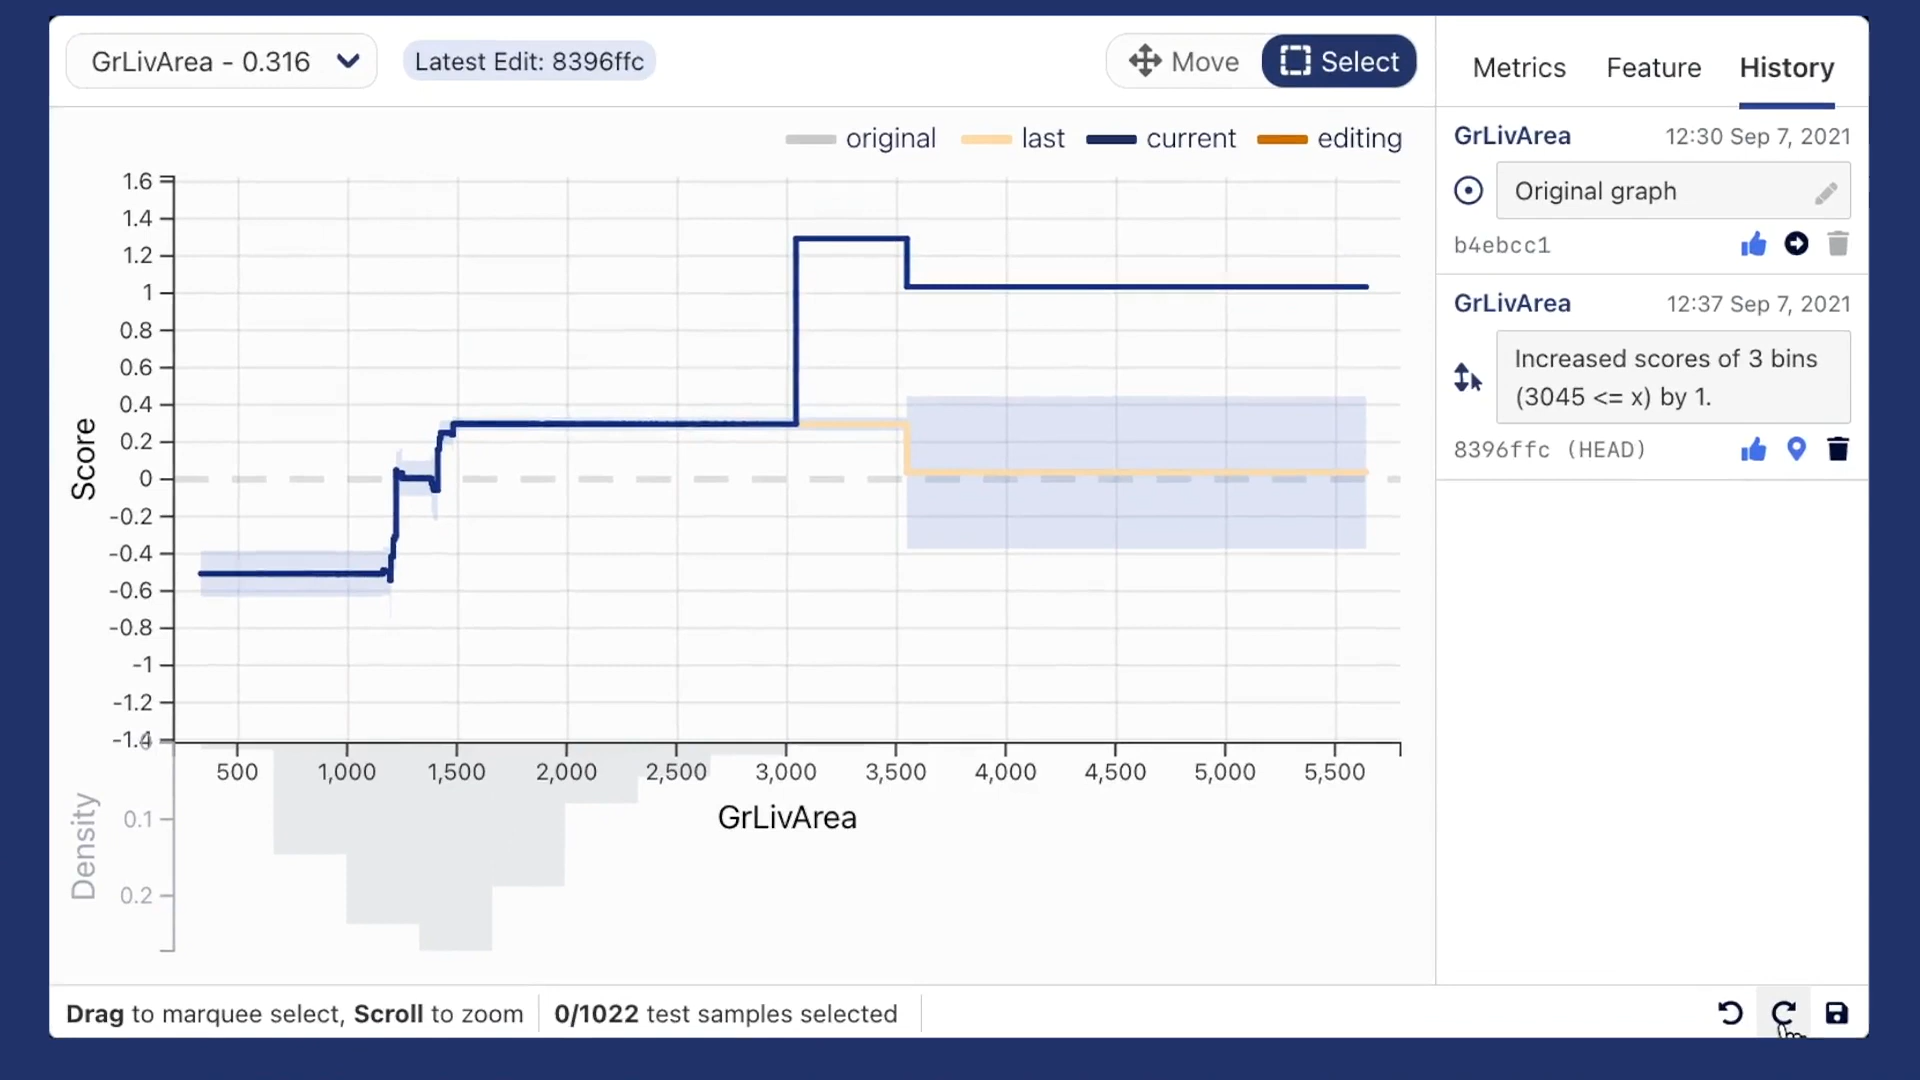 GrLivArea - 0.316
Latest Edit: 8396ffc
Move
Select
Metrics
Feature
History
original
last
current
editing
1.6
1.4
1.2
1
0.8
0.6
0.4
0.2
0
-0.2
-0.4
-0.6
-0.8
-1
-1.2
-1.4
0
Score
500
1,000
1,500
2,000
2,500
3,000
3,500
4,000
4,500
5,000
5,500
GrLivArea
0.1
0.2
Density
GrLivArea
12:30 Sep 7, 2021
Original graph
b4ebcc1
GrLivArea
12:37 Sep 7, 2021
Increased scores of 3 bins
(3045 <= x) by 1.
8396ffc (HEAD)
Drag to marquee select, Scroll to zoom
0/1022 test samples selected